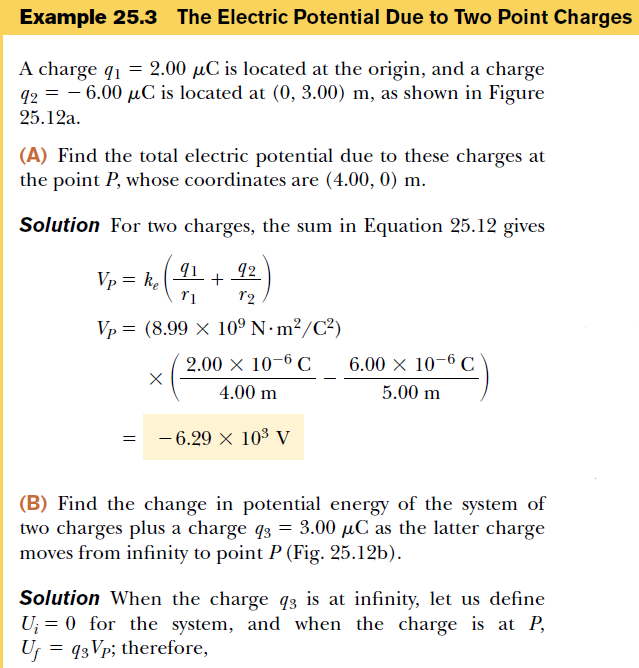 Example 25.3 The Electric Potential Due to Two Point Charges
A charge q₁ = 2.00 μC is located at the origin, and a charge
q₂ = − 6.00 μC is located at (0, 3.00) m, as shown in Figure
25.12a.
(A) Find the total electric potential due to these charges at
the point P, whose coordinates are (4.00, 0) m.
Solution For two charges, the sum in Equation 25.12 gives
V_P = k_e (q₁/r₁ + q₂/r₂)
V_P = (8.99 × 10⁹ N·m²/C²)
× (2.00 × 10⁻⁶ C/4.00 m − 6.00 × 10⁻⁶ C/5.00 m)
= −6.29 × 10³ V
(B) Find the change in potential energy of the system of
two charges plus a charge q₃ = 3.00 μC as the latter charge
moves from infinity to point P (Fig. 25.12b).
Solution When the charge q₃ is at infinity, let us define
U_i = 0 for the system, and when the charge is at P,
U_f = q₃V_P; therefore,